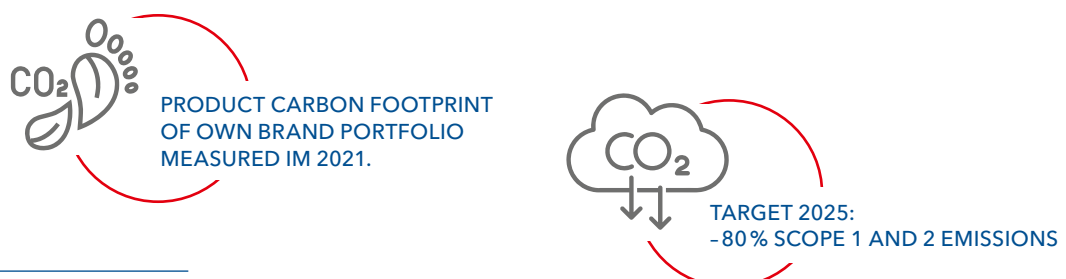 CO₂
PRODUCT CARBON FOOTPRINT
OF OWN BRAND PORTFOLIO
MEASURED IM 2021.
CO₂
TARGET 2025:
–80% SCOPE 1 AND 2 EMISSIONS